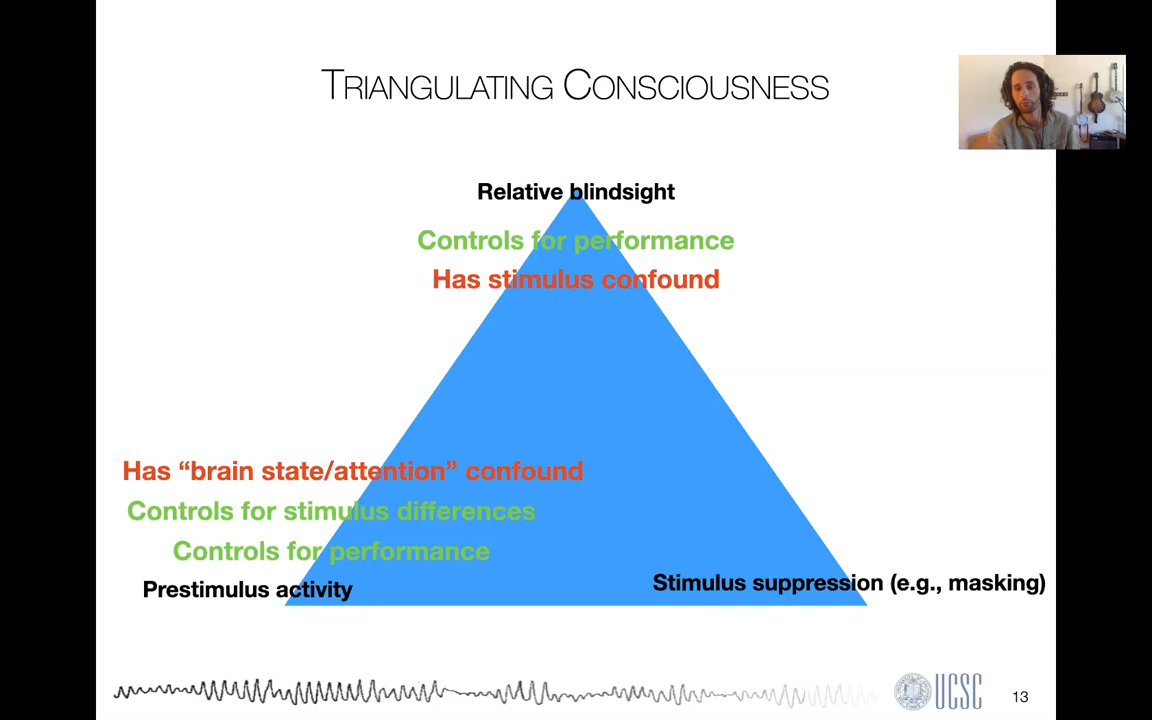 TRIANGULATING CONSCIOUSNESS
Relative blindsight
Controls for performance
Has stimulus confound
Has “brain state/attention” confound
Controls for stimulus differences
Controls for performance
Prestimulus activity
Stimulus suppression (e.g., masking)
UCSC
13